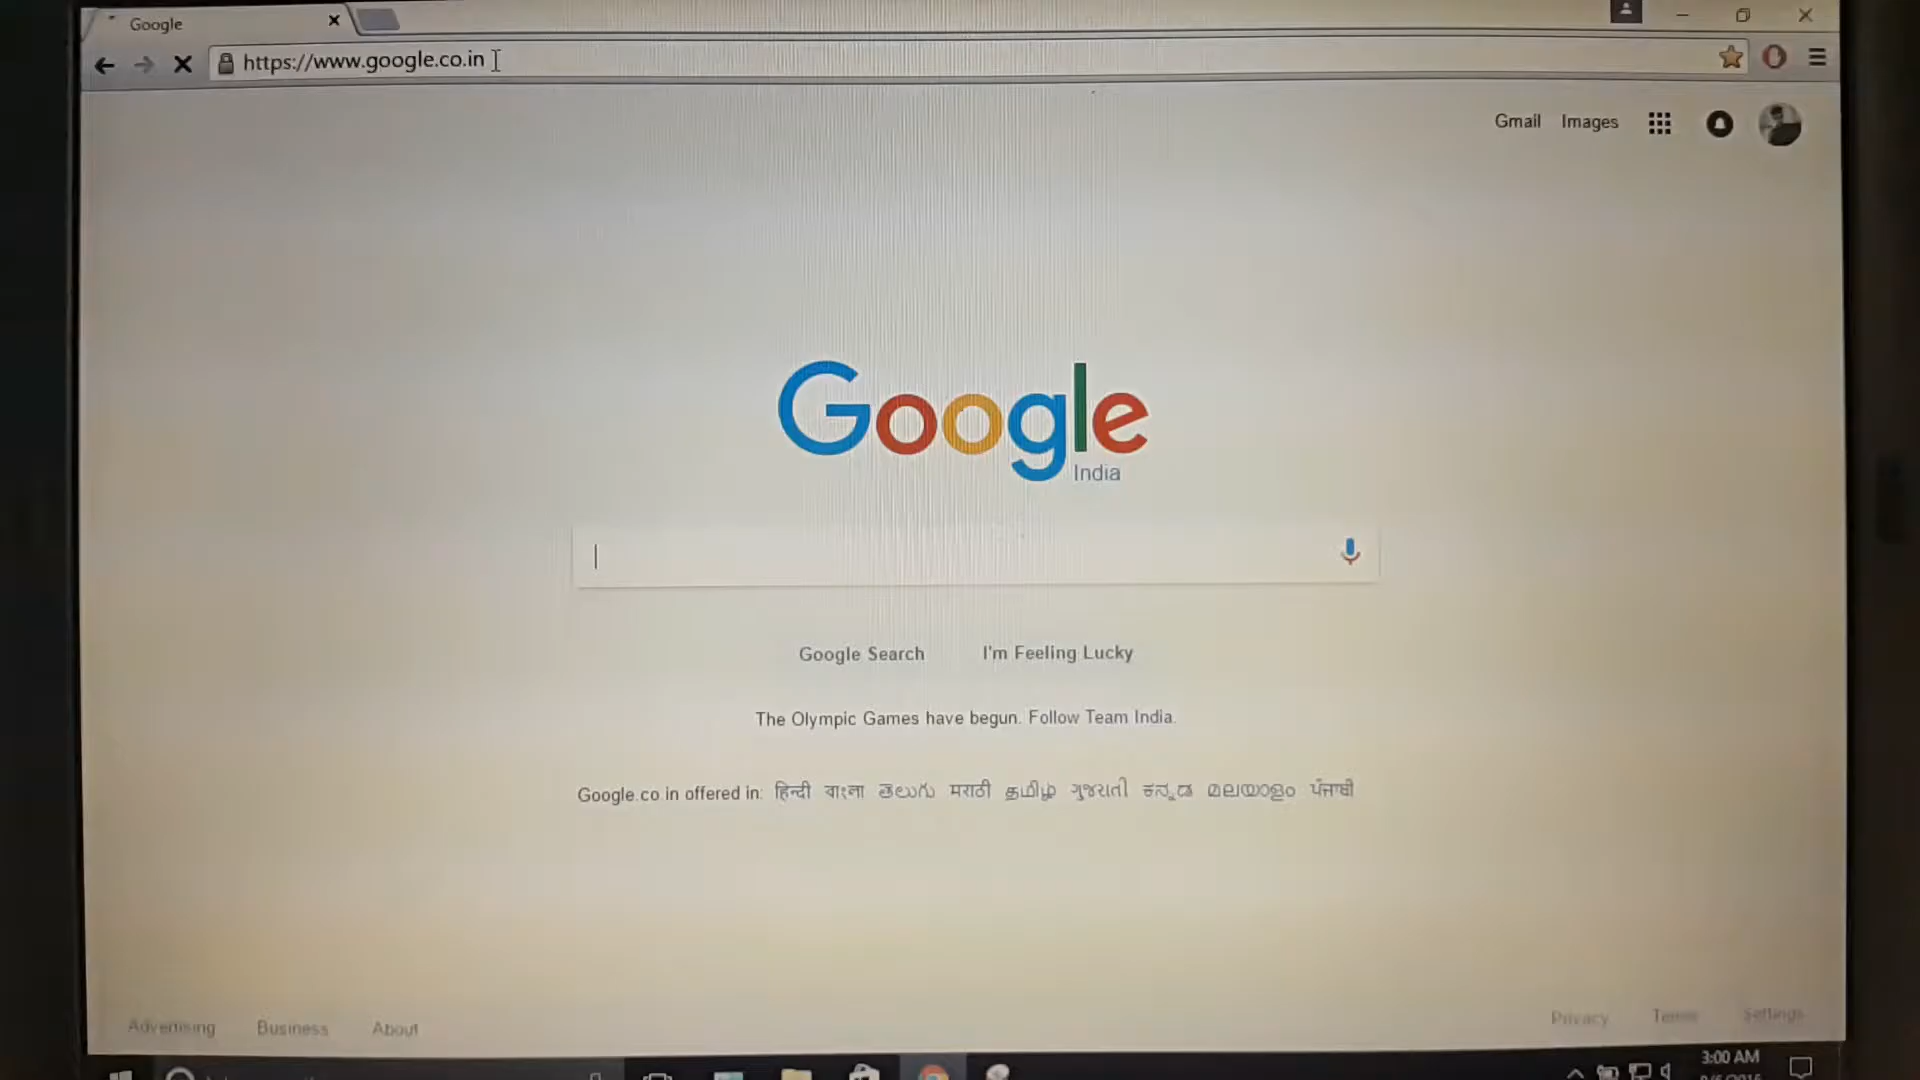 Google
https://www.google.co.in
Gmail Images
Google
India
Google Search I'm Feeling Lucky
The Olympic Games have begun. Follow Team India.
Google.co.in offered in: हिन्दी বাংলা తెలుగు मराठी தமிழ் ગુજરાતી ಕನ್ನಡ മലയാളം ਪੰਜਾਬੀ
Advertising Business About Privacy Terms Settings
3:00 AM